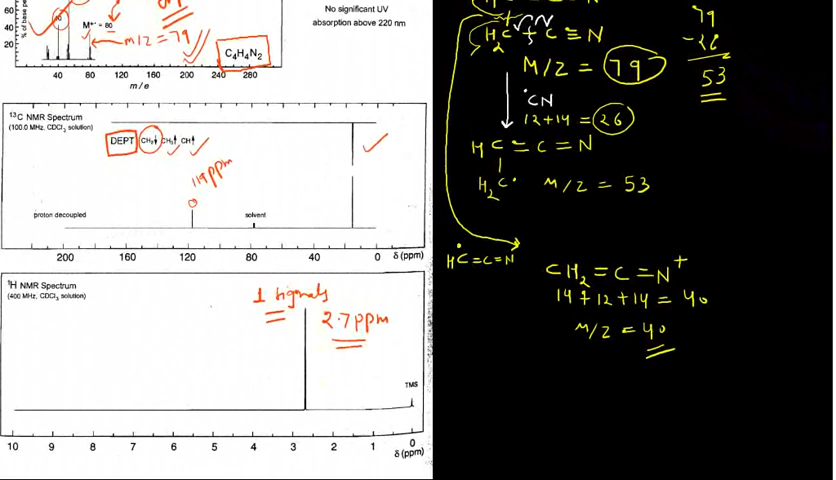 % of base pe
60
40
20
M⁺• = 80
m/z = 79
C₄H₄N₂
40 80 120 160 200 240 280
m/e
No significant UV
absorption above 220 nm
¹³C NMR Spectrum
(100.0 MHz, CDCl₃ solution)
DEPT CH₂↓ CH₃↑ CH↑
119 ppm
proton decoupled
solvent
200 160 120 80 40 0 δ (ppm)
¹H NMR Spectrum
(400 MHz, CDCl₃ solution)
1 signals
2.7 ppm
TMS
10 9 8 7 6 5 4 3 2 1 0
δ (ppm)
H₂C C ≡ N
M/Z = 79
79
-26
53
•CN
12+14 = 26
HC = C = N
H₂C• M/Z = 53
HC = C = N
CH₂ = C = N⁺
14 + 12 + 14 = 40
M/Z = 40